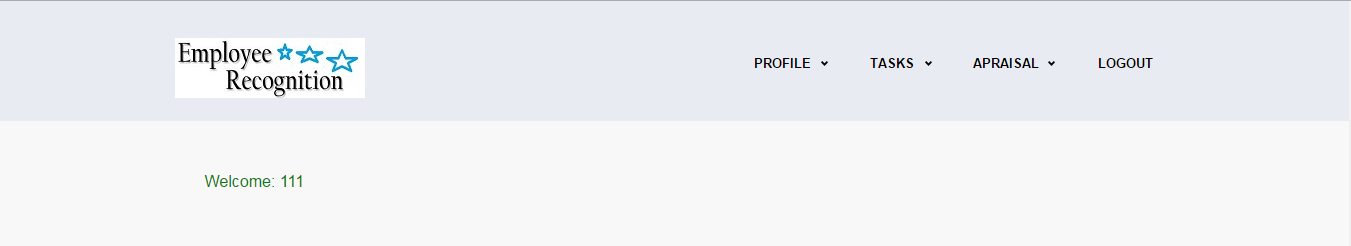 Employee
Recognition
PROFILE
TASKS
APRAISAL
LOGOUT
Welcome: 111